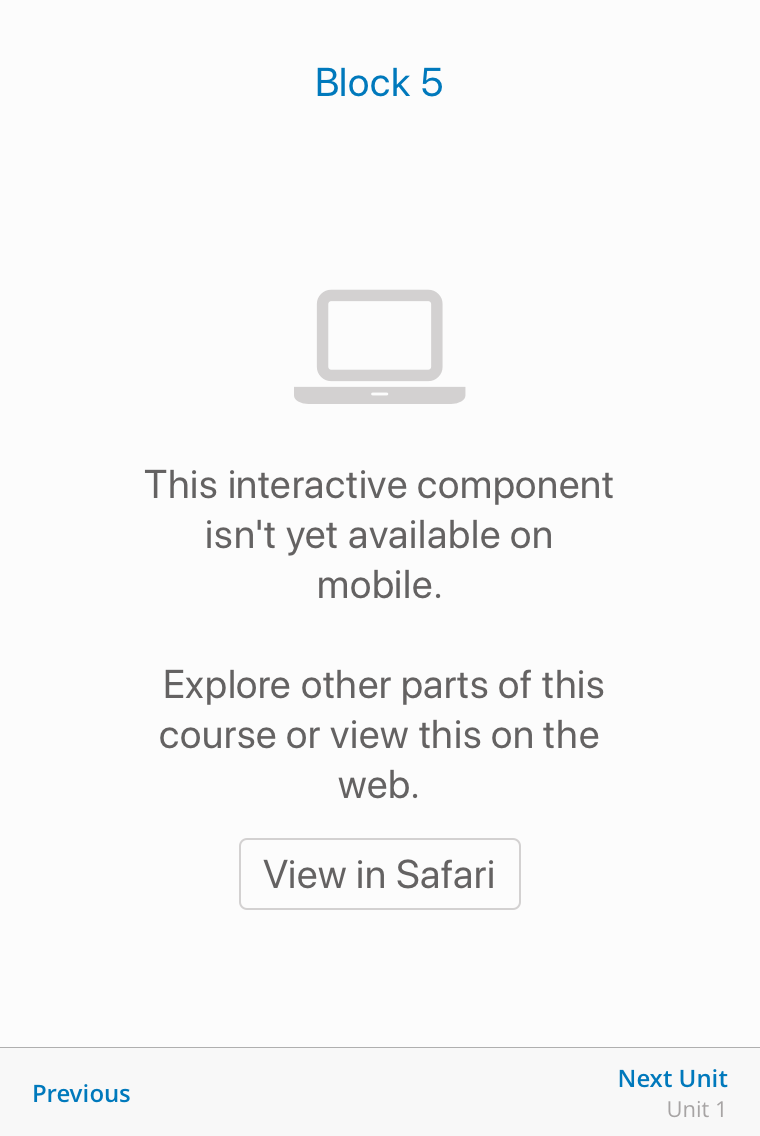 Block 5
This interactive component
isn't yet available on
mobile.
Explore other parts of this
course or view this on the
web.
View in Safari
Previous
Next Unit
Unit 1